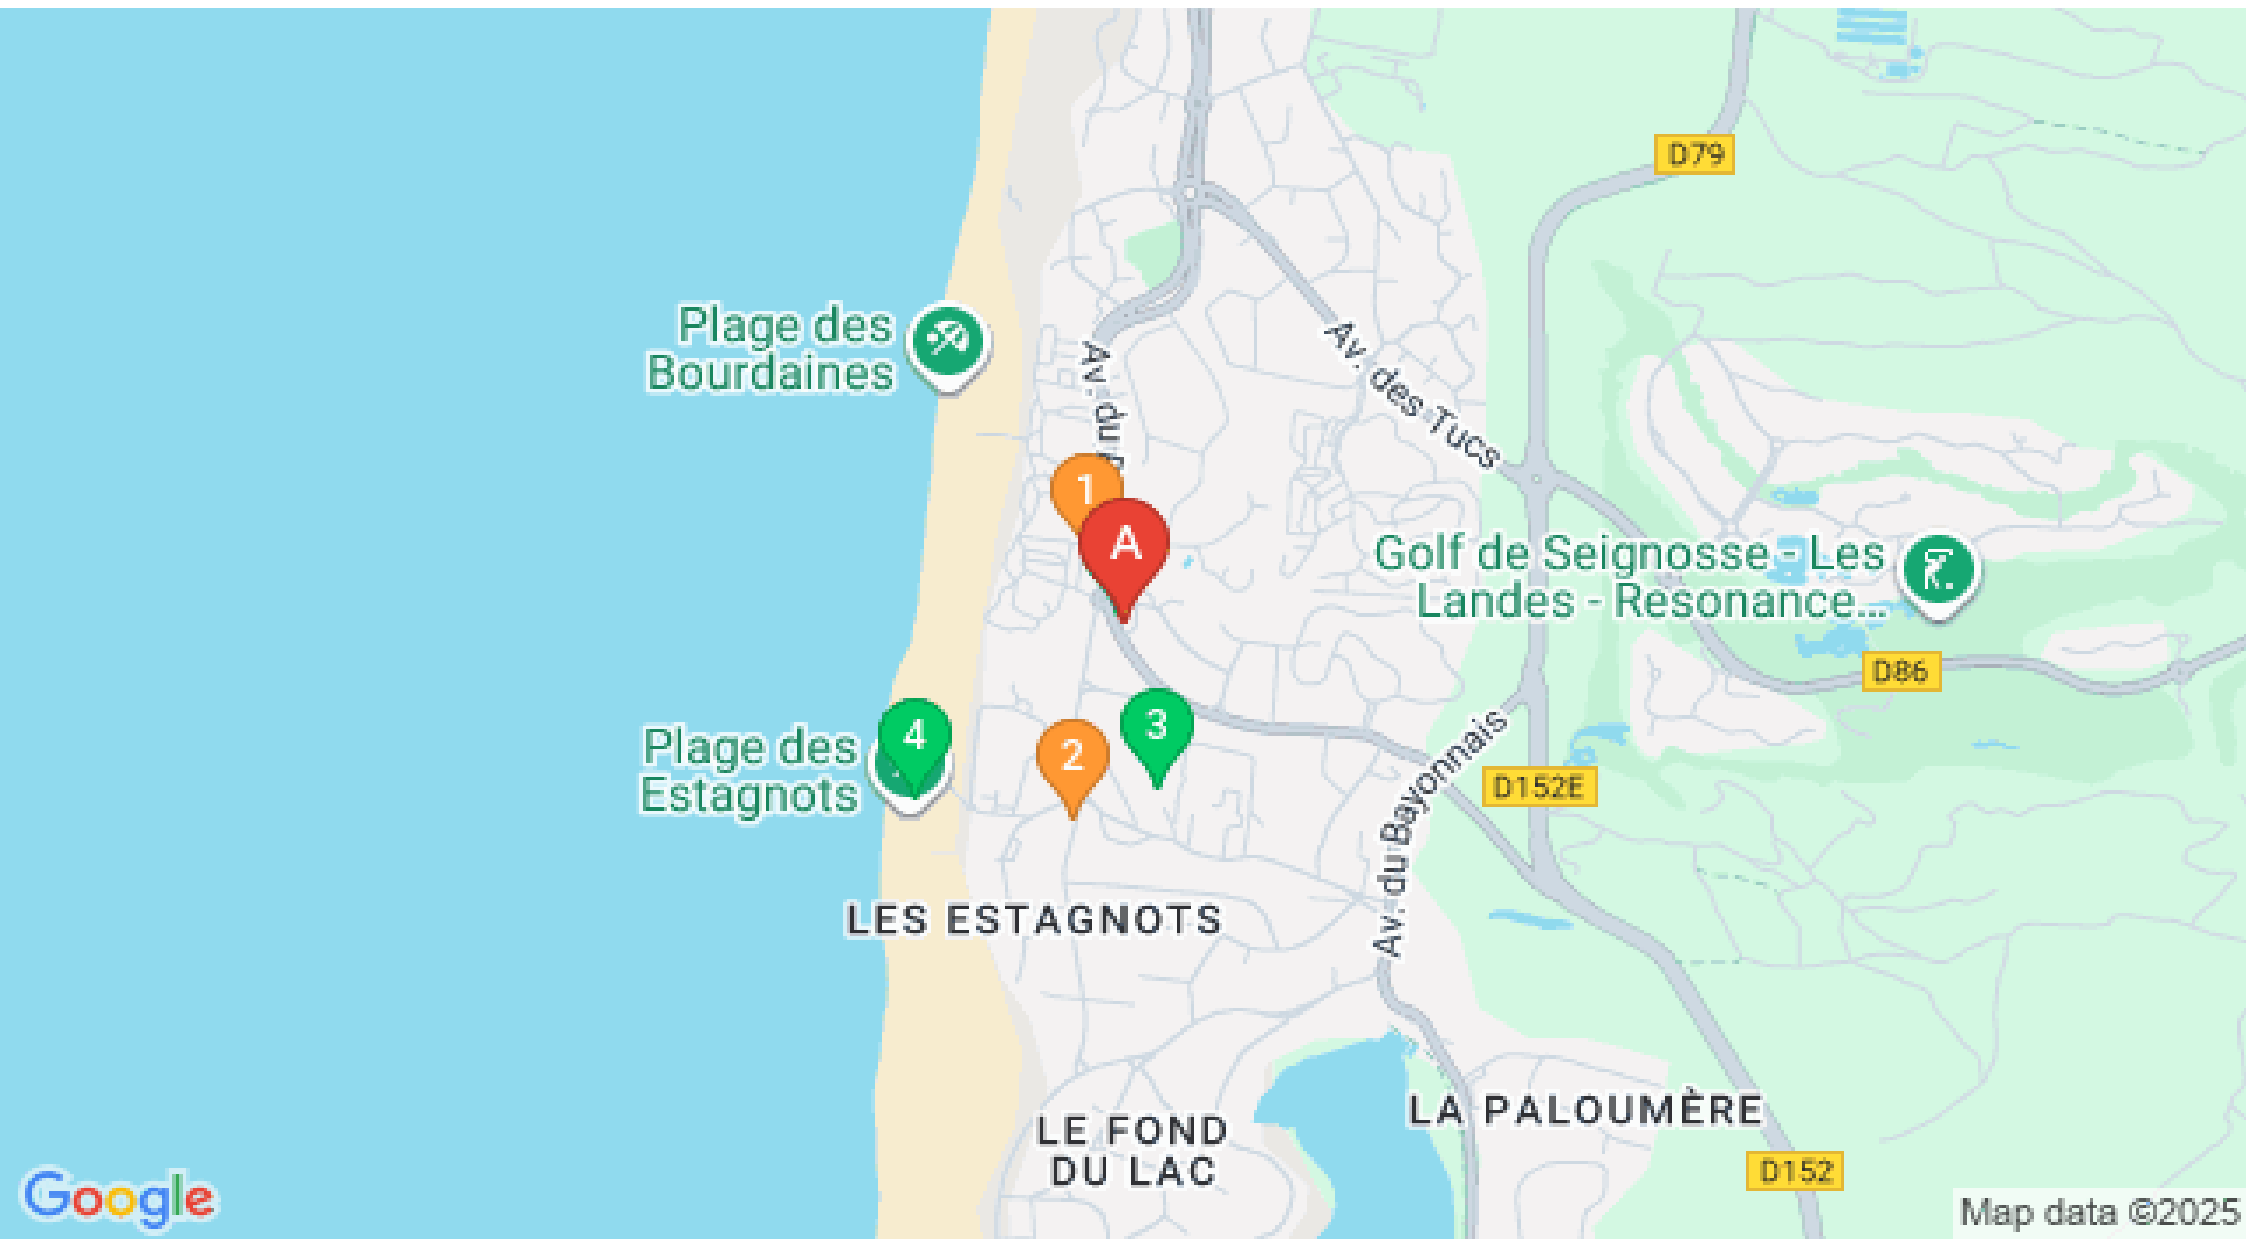 D79
Plage des
Bourdaines
Av. du
Av. des Tucs
1
A
Golf de Seignosse - Les
Landes - Resonance...
D86
Plage des
Estagnots
4
3
2
D152E
Av. du Bayonnais
LES ESTAGNOTS
LE FOND
DU LAC
LA PALOUMÈRE
D152
Google
Map data ©2025